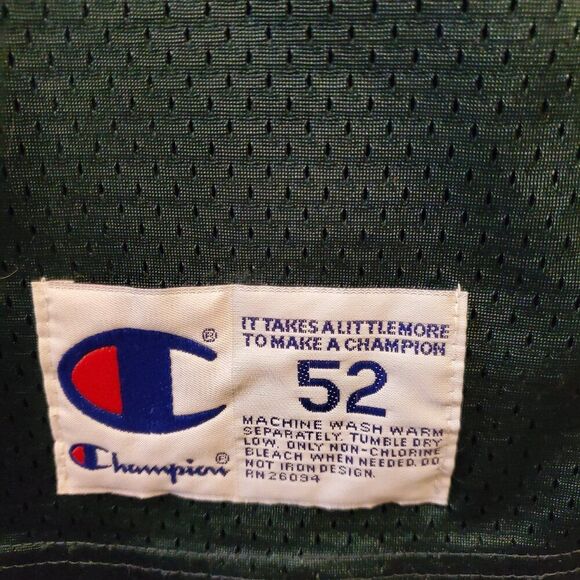 ®
Champion®
IT TAKES A LITTLE MORE
TO MAKE A CHAMPION
52
MACHINE WASH WARM
SEPARATELY. TUMBLE DRY
LOW. ONLY NON-CHLORINE
BLEACH WHEN NEEDED. DO
NOT IRON DESIGN.
RN 26094